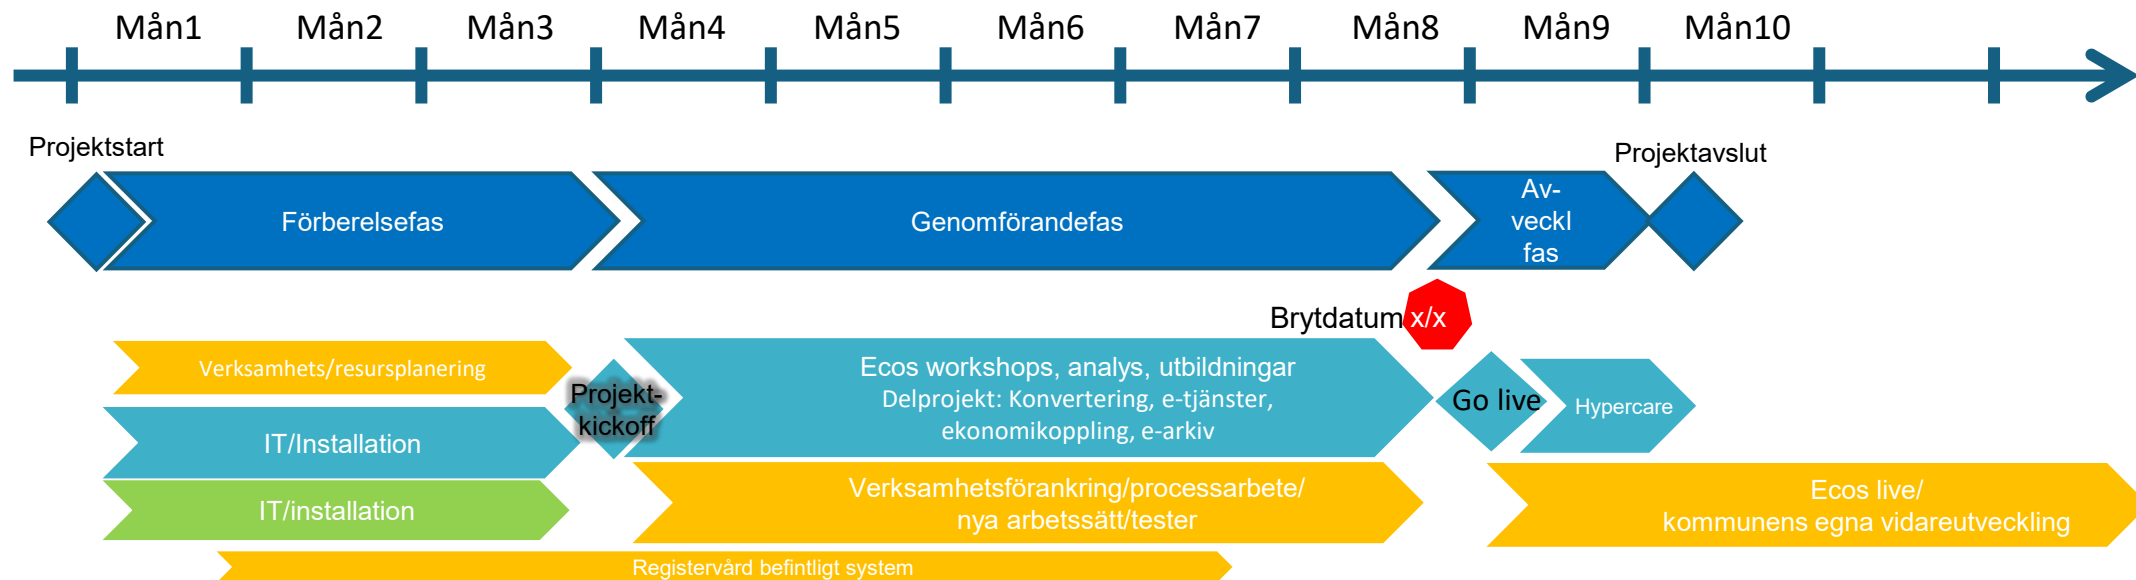 Mån1 Mån2 Mån3 Mån4 Mån5 Mån6 Mån7 Mån8 Mån9 Mån10
Projektstart
Projektavslut
Förberelsefas
Genomförandefas
Av-
veckl
fas
Brytdatum x/x
Verksamhets/resursplanering
IT/Installation
IT/installation
Projekt-
kickoff
Ecos workshops, analys, utbildningar
Delprojekt: Konvertering, e-tjänster,
ekonomikoppling, e-arkiv
Go live
Hypercare
Verksamhetsförankring/processarbete/
nya arbetssätt/tester
Ecos live/
kommunens egna vidareutveckling
Registervård befintligt system